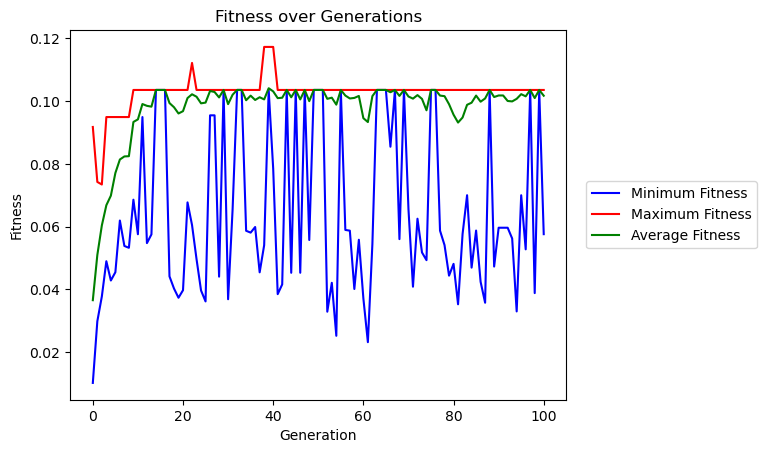 Fitness over Generations
0.12
0.10
0.08
0.06
0.04
0.02
Fitness
0
20
40
60
80
100
Generation
Minimum Fitness
Maximum Fitness
Average Fitness